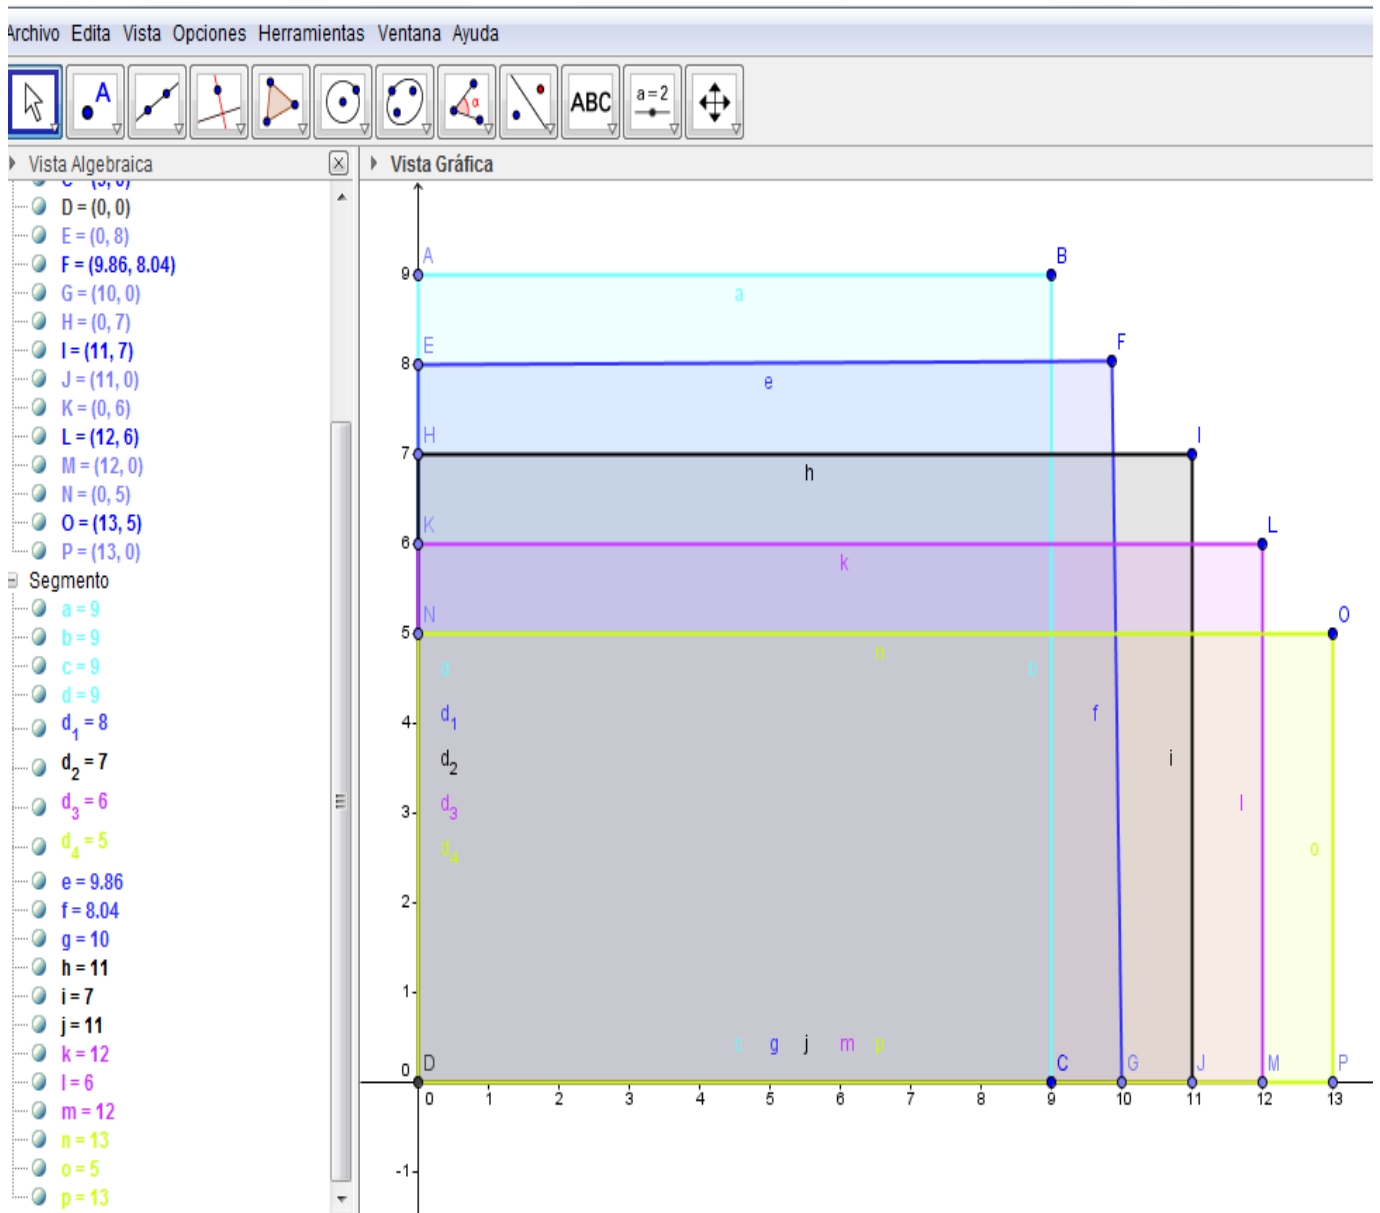 Archivo Edita Vista Opciones Herramientas Ventana Ayuda
A ABC a=2 α
Vista Algebraica
Vista Gráfica
D = (0, 0)
E = (0, 8)
F = (9.86, 8.04)
G = (10, 0)
H = (0, 7)
I = (11, 7)
J = (11, 0)
K = (0, 6)
L = (12, 6)
M = (12, 0)
N = (0, 5)
O = (13, 5)
P = (13, 0)
Segmento
a = 9
b = 9
c = 9
d = 9
d1 = 8
d2 = 7
d3 = 6
d4 = 5
e = 9.86
f = 8.04
g = 10
h = 11
i = 7
j = 11
k = 12
l = 6
m = 12
n = 13
o = 5
p = 13
A B
9
a
E F
8
e
H I
7
h
K L
6
k
N O
5
n
d b
4 d1 f
d2 i
3 d3 l
d4 o
2
1
c g j m p
0 D C G J M P
0 1 2 3 4 5 6 7 8 9 10 11 12 13
-1